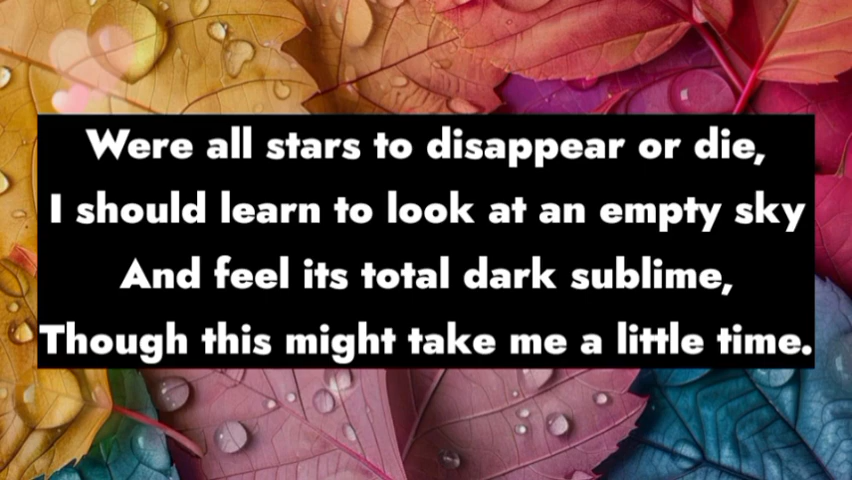 Were all stars to disappear or die,
I should learn to look at an empty sky
And feel its total dark sublime,
Though this might take me a little time.